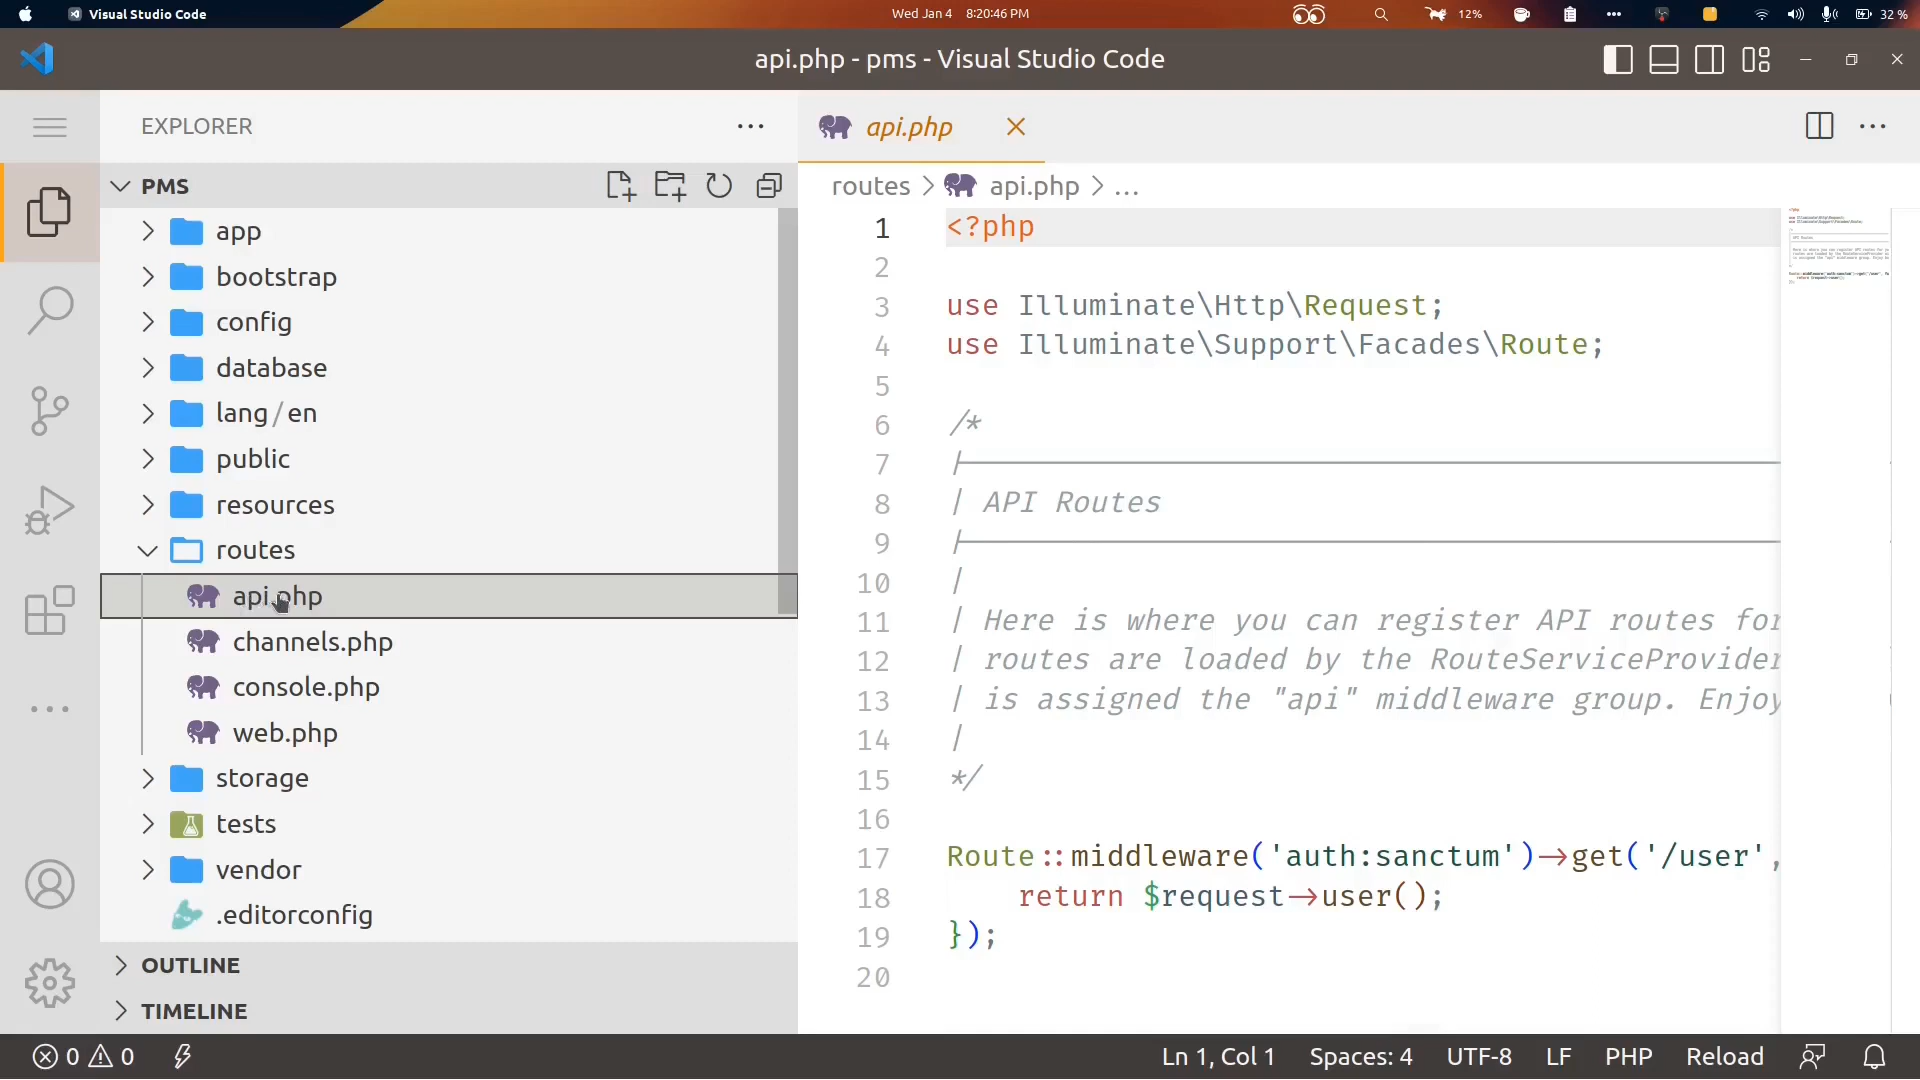 Visual Studio Code
Wed Jan 4 8:20:46 PM
12%
32 %
api.php - pms - Visual Studio Code
EXPLORER
api.php
PMS
routes > api.php > ...
app
bootstrap
config
database
lang / en
public
resources
routes
api.php
channels.php
console.php
web.php
storage
tests
vendor
.editorconfig
OUTLINE
TIMELINE
1 <?php
2
3 use Illuminate\Http\Request;
4 use Illuminate\Support\Facades\Route;
5
6 /*
7 |
8 | API Routes
9 |
10 |
11 | Here is where you can register API routes for
12 | routes are loaded by the RouteServiceProvider
13 | is assigned the "api" middleware group. Enjoy
14 |
15 */
16
17 Route::middleware('auth:sanctum')->get('/user',
18 return $request->user();
19 });
20
0 0
Ln 1, Col 1 Spaces: 4 UTF-8 LF PHP Reload